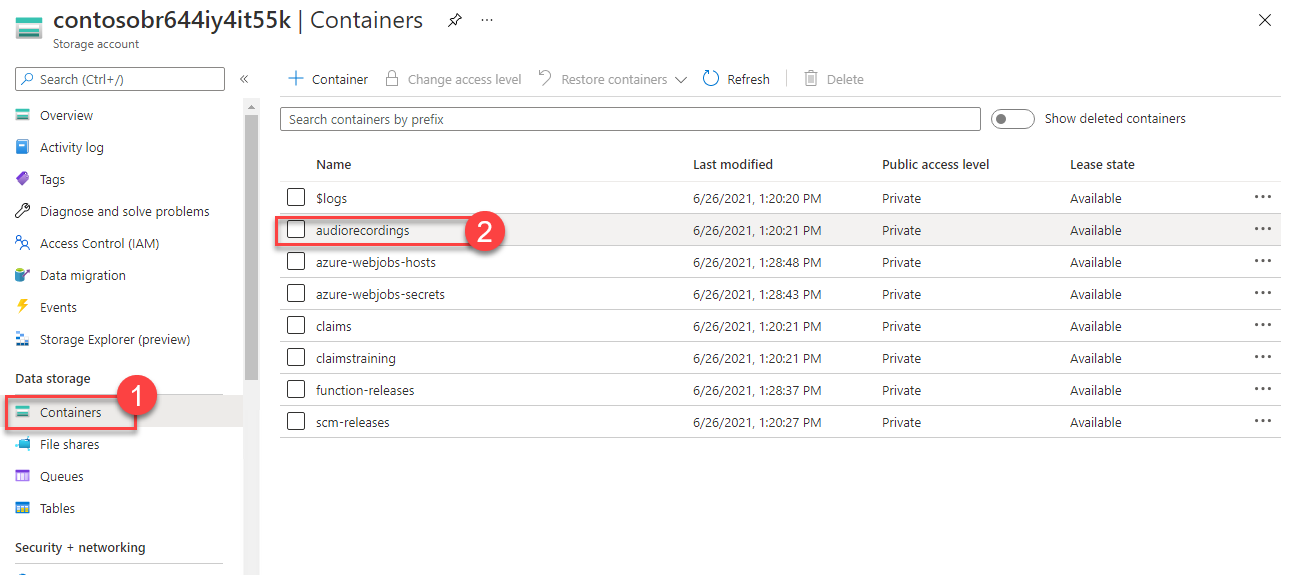 contosobr644iy4it55k | Containers ...
Storage account
Search (Ctrl+/) «
Overview
Activity log
Tags
Diagnose and solve problems
Access Control (IAM)
Data migration
Events
Storage Explorer (preview)
Data storage
1
Containers
File shares
Queues
Tables
Security + networking
Container Change access level Restore containers Refresh Delete
Search containers by prefix Show deleted containers
Name Last modified Public access level Lease state
$logs 6/26/2021, 1:20:20 PM Private Available ...
audiorecordings 2 6/26/2021, 1:20:21 PM Private Available ...
azure-webjobs-hosts 6/26/2021, 1:28:48 PM Private Available ...
azure-webjobs-secrets 6/26/2021, 1:28:43 PM Private Available ...
claims 6/26/2021, 1:20:21 PM Private Available ...
claimstraining 6/26/2021, 1:20:21 PM Private Available ...
function-releases 6/26/2021, 1:28:37 PM Private Available ...
scm-releases 6/26/2021, 1:20:27 PM Private Available ...